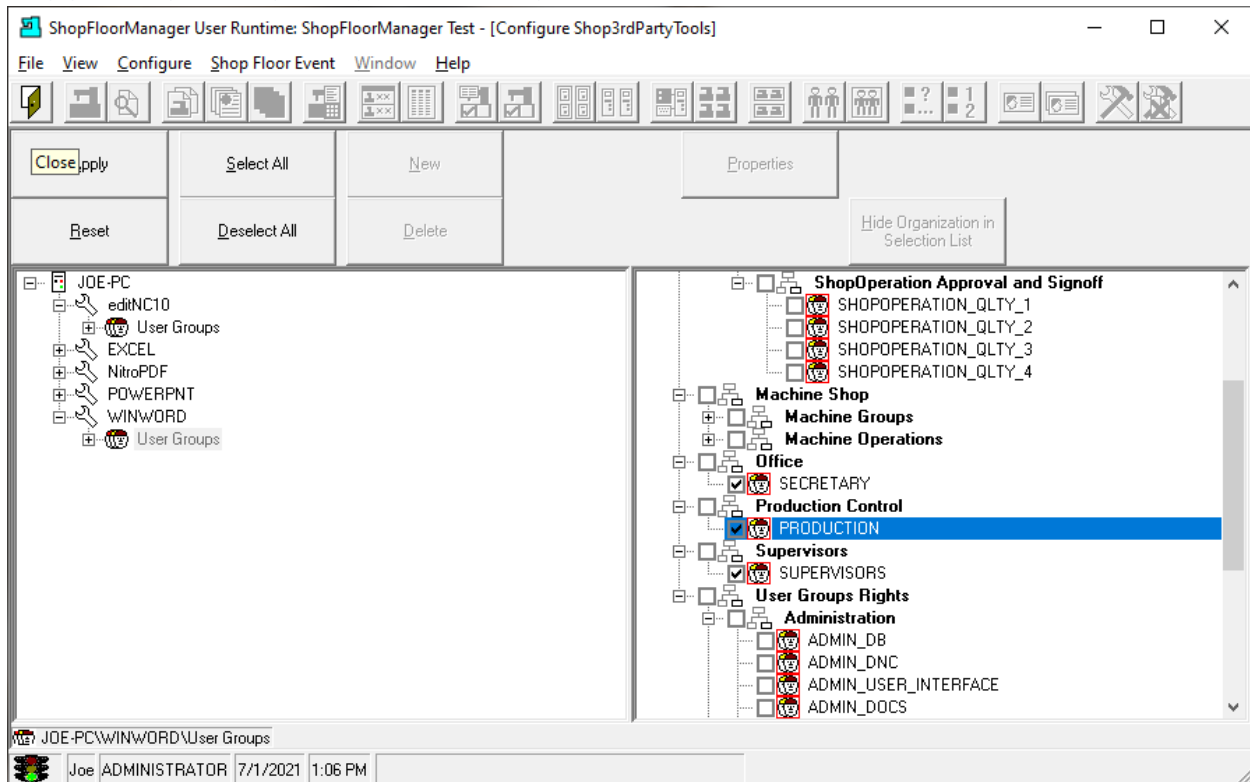 ShopFloorManager User Runtime: ShopFloorManager Test - [Configure Shop3rdPartyTools]
File View Configure Shop Floor Event Window Help
1×× 1×× ? ... 1 2
Close pply Select All New Properties
Reset Deselect All Delete Hide Organization in
Selection List
JOE-PC
editNC10
User Groups
EXCEL
NitroPDF
POWERPNT
WINWORD
User Groups
ShopOperation Approval and Signoff
SHOPOPERATION_QLTY_1
SHOPOPERATION_QLTY_2
SHOPOPERATION_QLTY_3
SHOPOPERATION_QLTY_4
Machine Shop
Machine Groups
Machine Operations
Office
SECRETARY
Production Control
PRODUCTION
Supervisors
SUPERVISORS
User Groups Rights
Administration
ADMIN_DB
ADMIN_DNC
ADMIN_USER_INTERFACE
ADMIN_DOCS
JOE-PC\WINWORD\User Groups
Joe ADMINISTRATOR 7/1/2021 1:06 PM